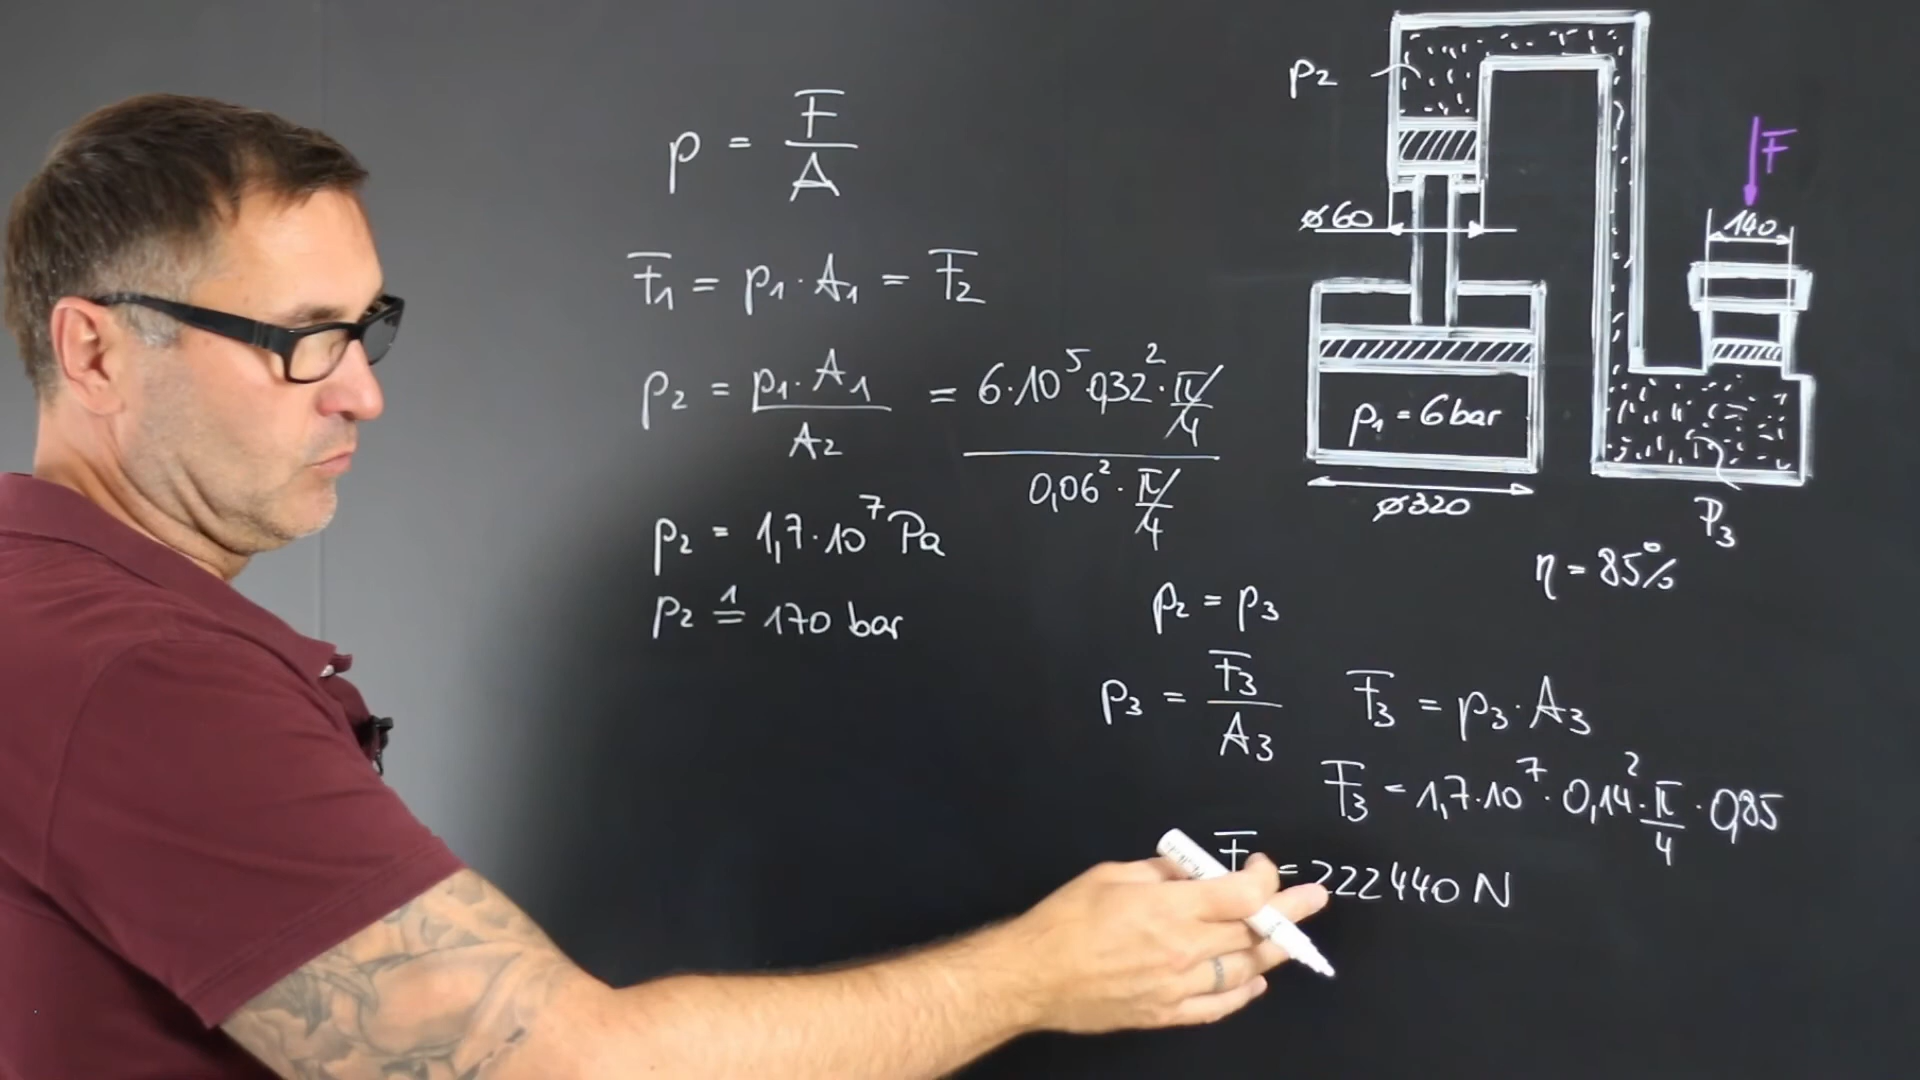 p = F/A
F₁ = p₁ · A₁ = F₂
p₂ = p₁ · A₁ / A₂ = 6 · 10⁵ · 0,32² · π/4 / 0,06² · π/4
p₂ = 1,7 · 10⁷ Pa
p₂ ≙ 170 bar
p₂
F
ø60
140
p₁ = 6 bar
ø320
P₃
η = 85%
p₂ = p₃
p₃ = F₃/A₃
F₃ = p₃ · A₃
F₃ = 1,7 · 10⁷ · 0,14² · π/4 · 0,85
F = 222440 N